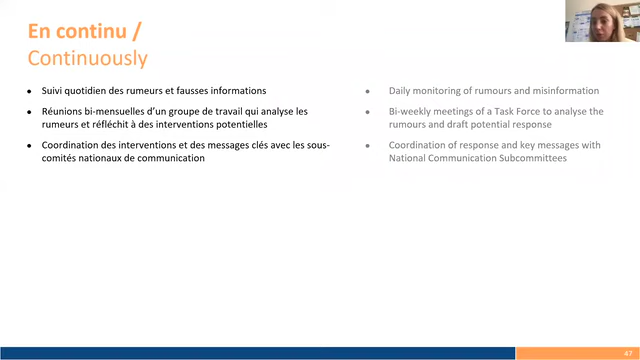 En continu /
Continuously
• Suivi quotidien des rumeurs et fausses informations
• Réunions bi-mensuelles d'un groupe de travail qui analyse les
rumeurs et réfléchit à des interventions potentielles
• Coordination des interventions et des messages clés avec les sous-
comités nationaux de communication
• Daily monitoring of rumours and misinformation
• Bi-weekly meetings of a Task Force to analyse the
rumours and draft potential response
• Coordination of response and key messages with
National Communication Subcommittees
47